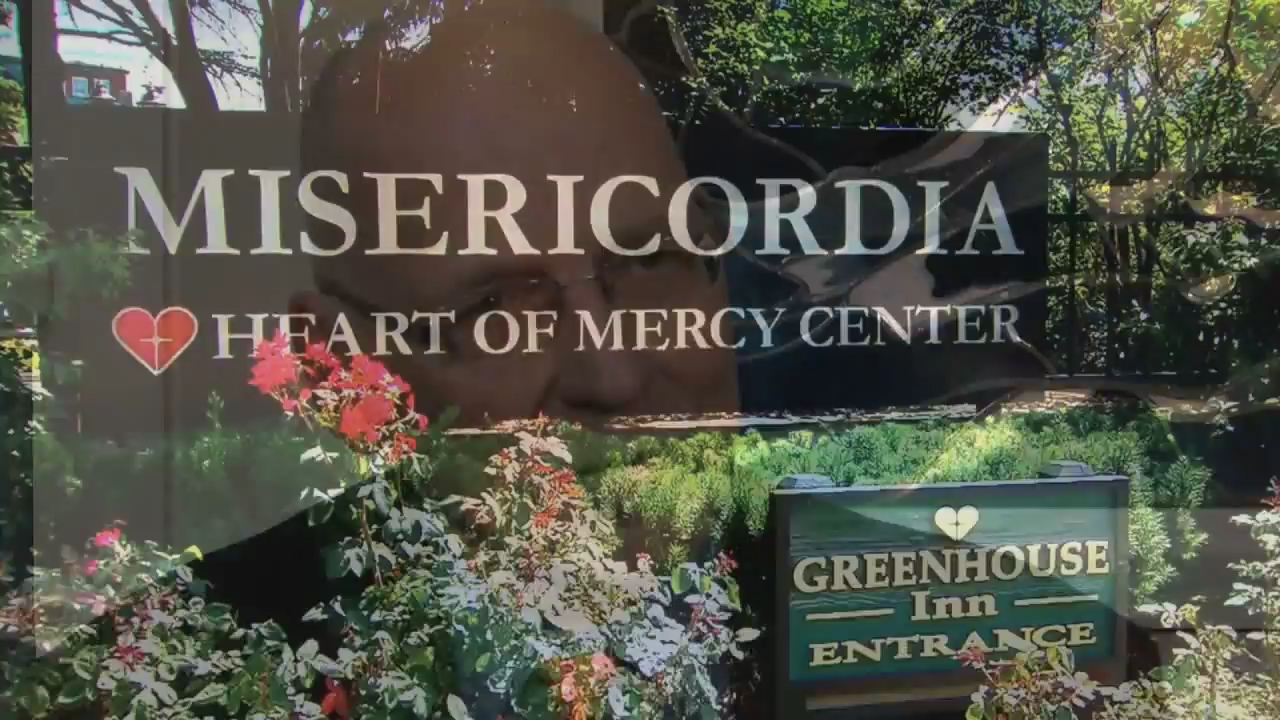 MISERICORDIA
HEART OF MERCY CENTER
GREENHOUSE
Inn
ENTRANCE